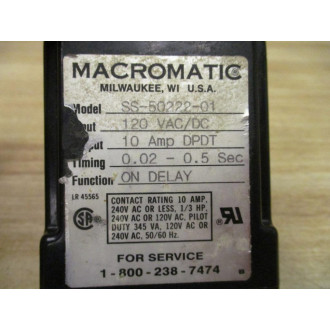 MACROMATIC
MILWAUKEE, WI U.S.A.
Model SS-50222-01
put 120 VAC/DC
put 10 Amp DPDT
Timing 0.02 - 0.5 Sec
Function ON DELAY
LR 45565
CONTACT RATING 10 AMP,
240V AC OR LESS, 1/3 HP,
240V AC OR 120V AC, PILOT
DUTY 345 VA, 120V AC OR
240V AC, 50/60 Hz.
FOR SERVICE
1-800-238-7474